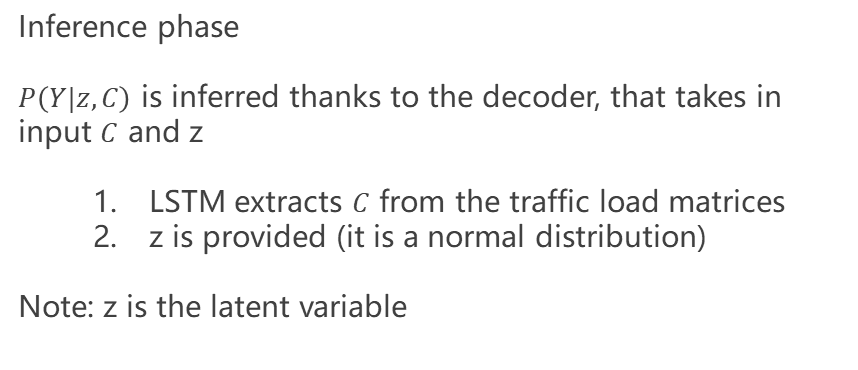 Inference phase
P(Y|z, C) is inferred thanks to the decoder, that takes in
input C and z
1. LSTM extracts C from the traffic load matrices
2. z is provided (it is a normal distribution)
Note: z is the latent variable